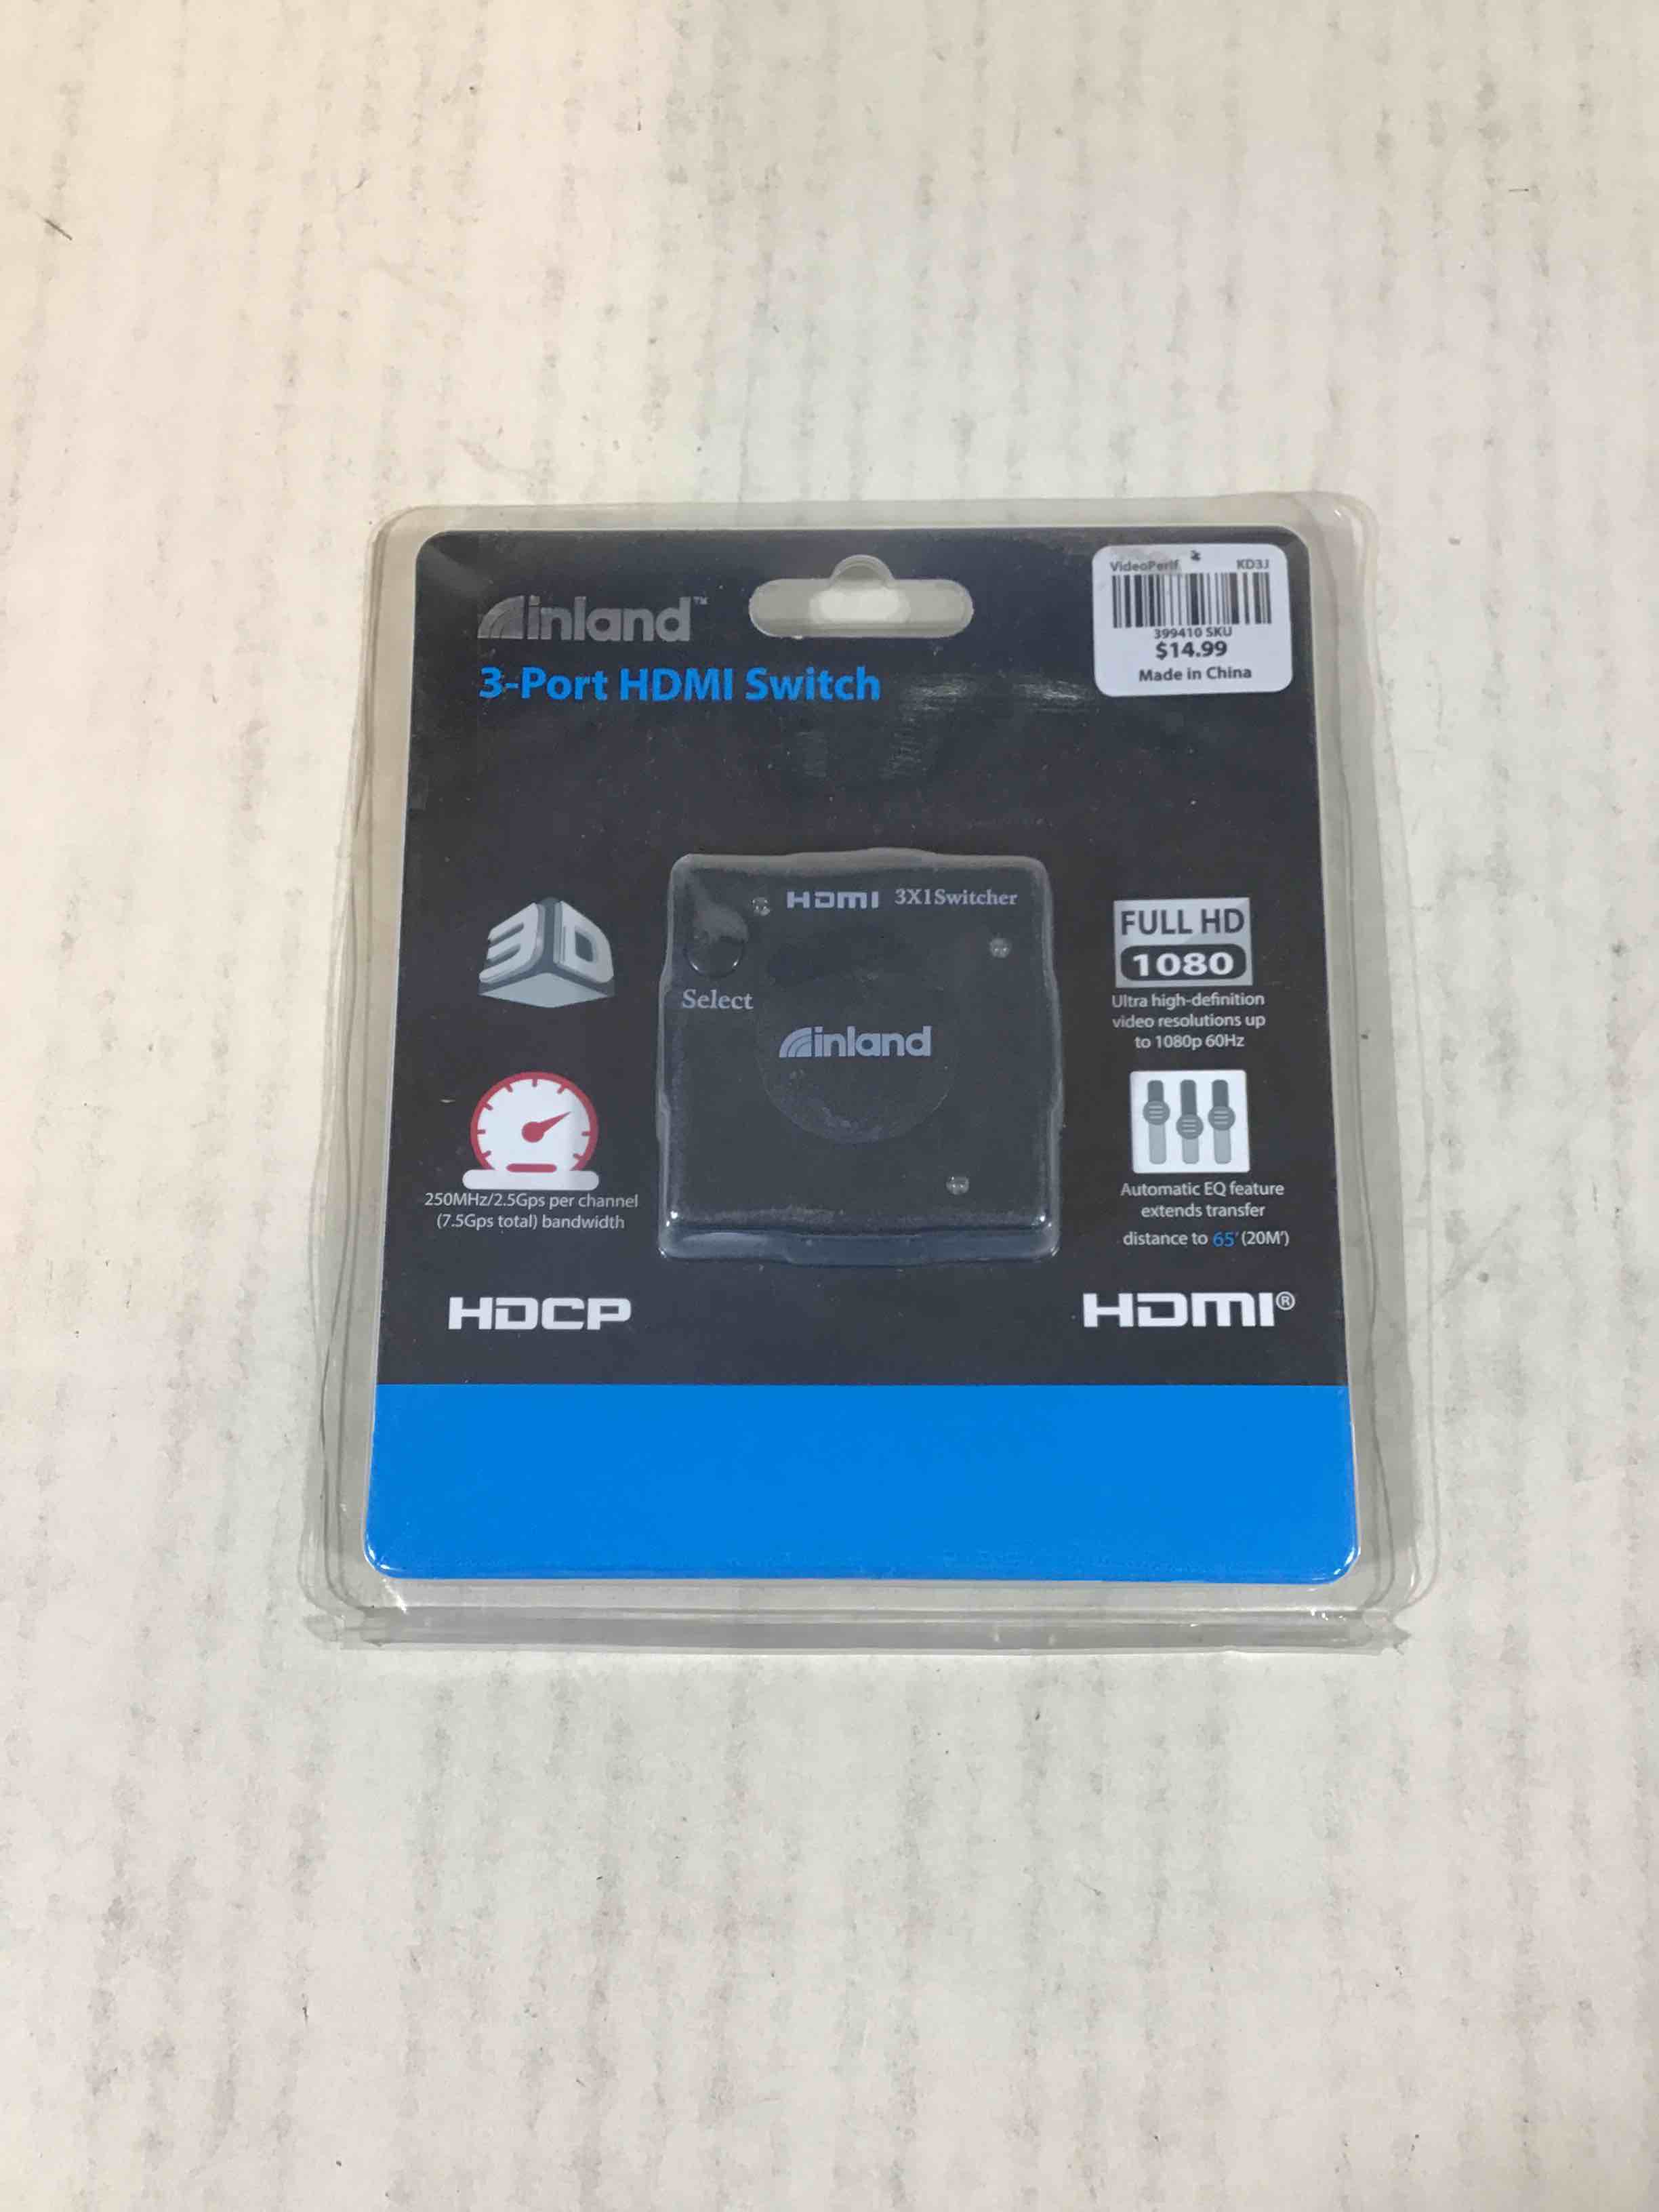 inland™
3-Port HDMI Switch
VideoPerif. KD3J
399410 SKU
$14.99
Made in China
HDMI 3X1Switcher
Select
inland
3D
250MHz/2.5Gps per channel
(7.5Gps total) bandwidth
HDCP
FULL HD
1080
Ultra high-definition
video resolutions up
to 1080p 60Hz
Automatic EQ feature
extends transfer
distance to 65' (20M')
HDMI®